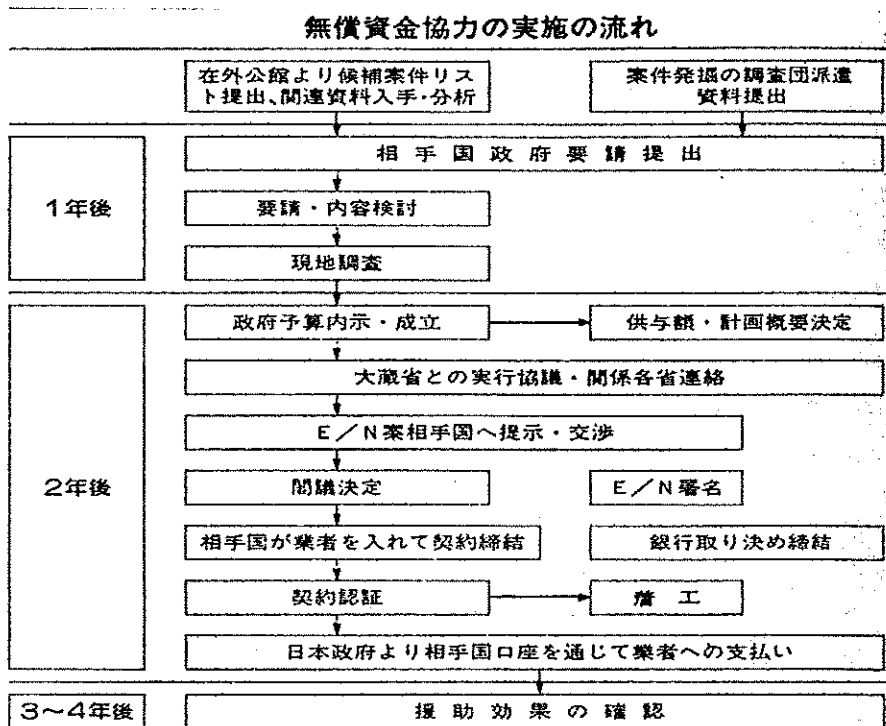 無償資金協力の実施の流れ
在外公館より候補案件リス
ト提出、関連資料入手・分析
案件発掘の調査団派遣
資料提出
相手国政府要請提出
1年後
要請・内容検討
現地調査
政府予算内示・成立
供与額・計画概要決定
大蔵省との実行協議・関係各省連絡
E/N案相手国へ提示・交渉
2年後
閣議決定
E/N署名
相手国が業者を入れて契約締結
銀行取り決め締結
契約認証
着工
日本政府より相手国口座を通じて業者への支払い
3〜4年後
援助効果の確認